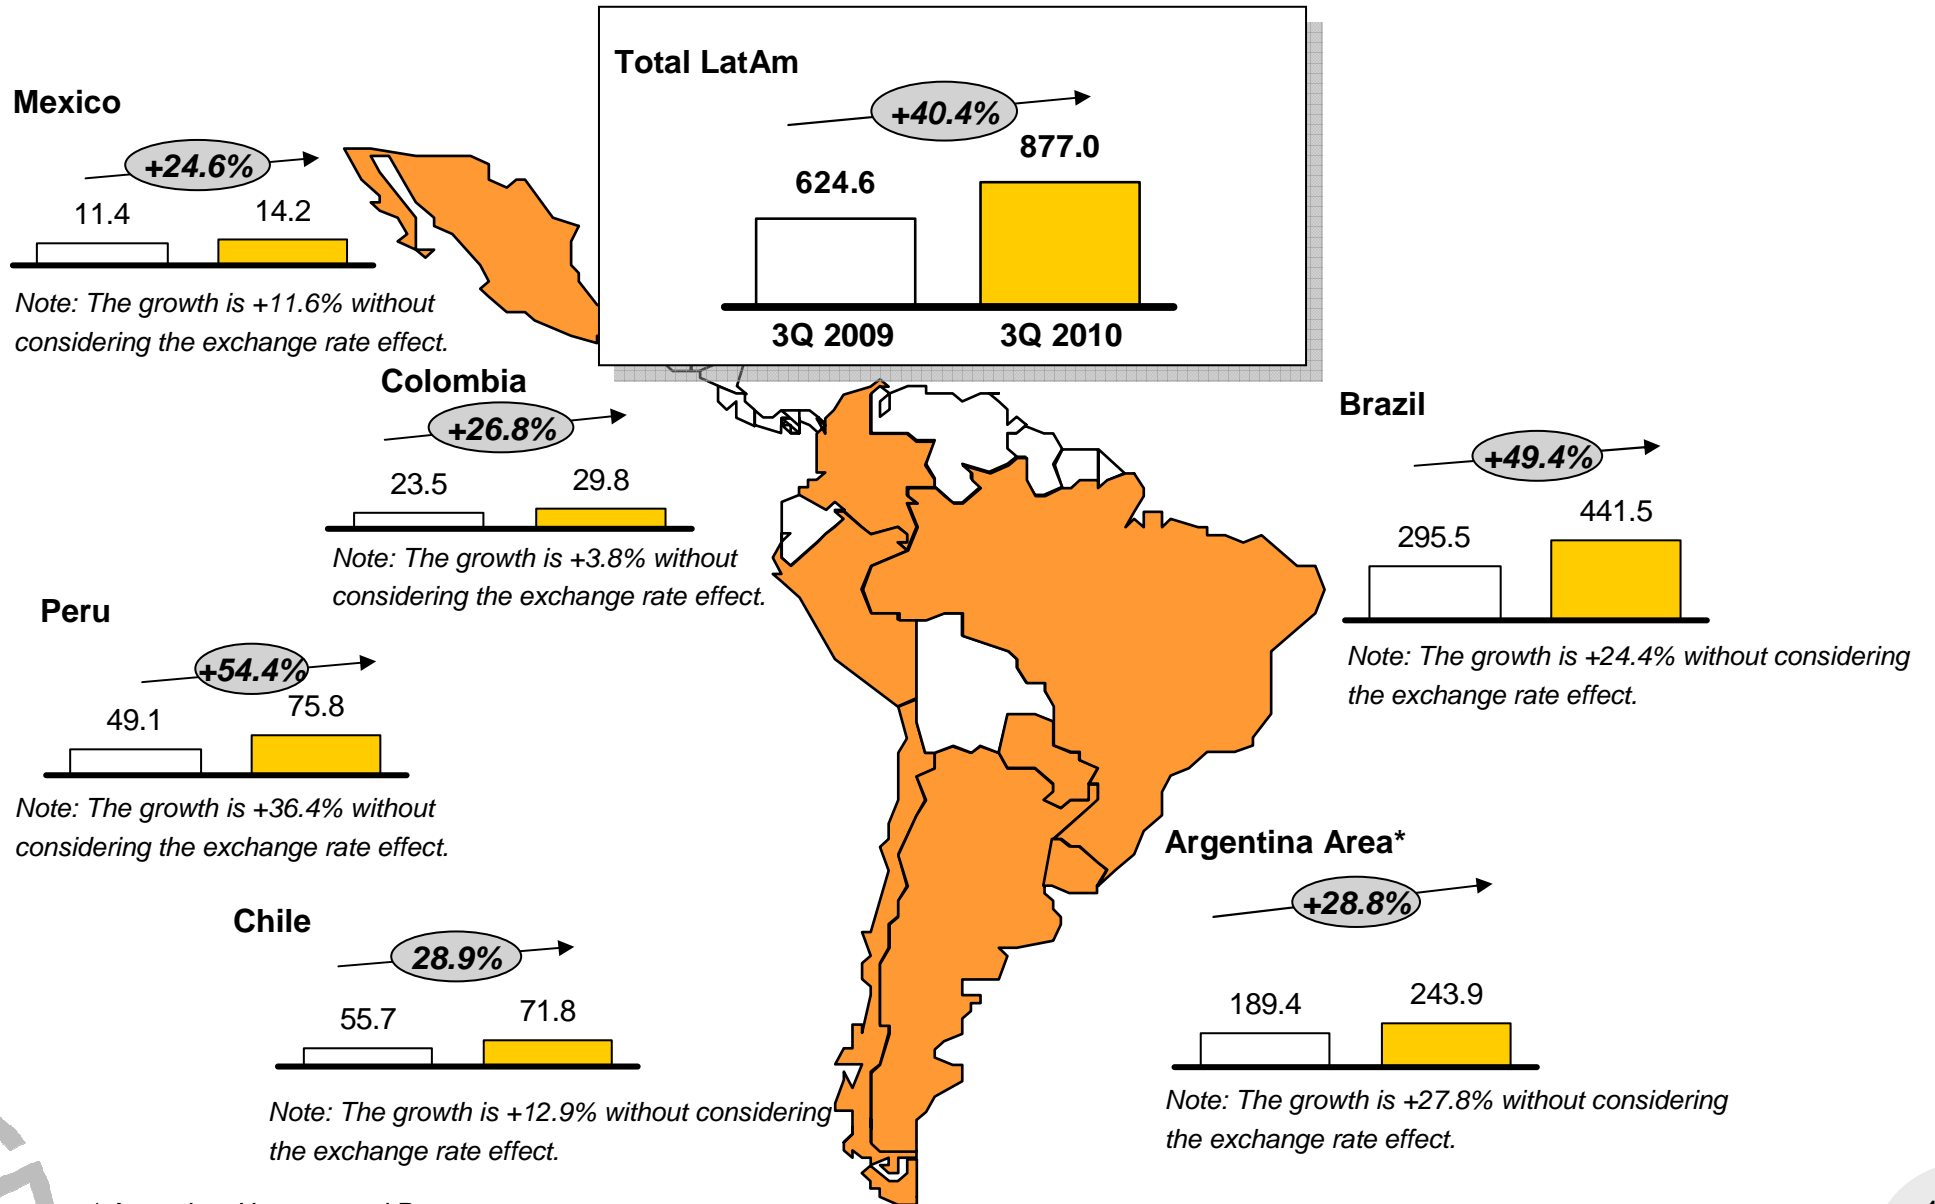 Total LatAm
+40.4%
877.0
624.6
3Q 2009 3Q 2010
Mexico
+24.6%
11.4 14.2
Note: The growth is +11.6% without
considering the exchange rate effect.
Colombia
+26.8%
23.5 29.8
Note: The growth is +3.8% without
considering the exchange rate effect.
Brazil
+49.4%
441.5
295.5
Note: The growth is +24.4% without considering
the exchange rate effect.
Peru
+54.4%
75.8
49.1
Note: The growth is +36.4% without
considering the exchange rate effect.
Argentina Area*
+28.8%
243.9
189.4
Note: The growth is +27.8% without considering
the exchange rate effect.
Chile
28.9%
71.8
55.7
Note: The growth is +12.9% without considering
the exchange rate effect.